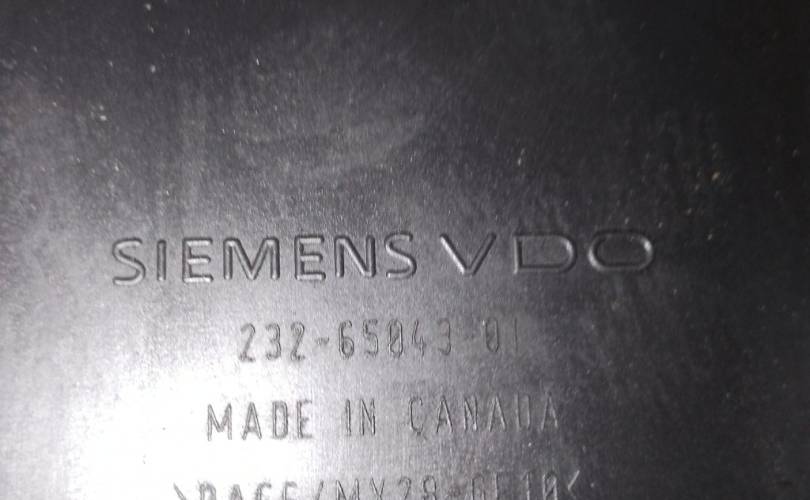 SIEMENS VDO
232-65043-01
MADE IN CANADA